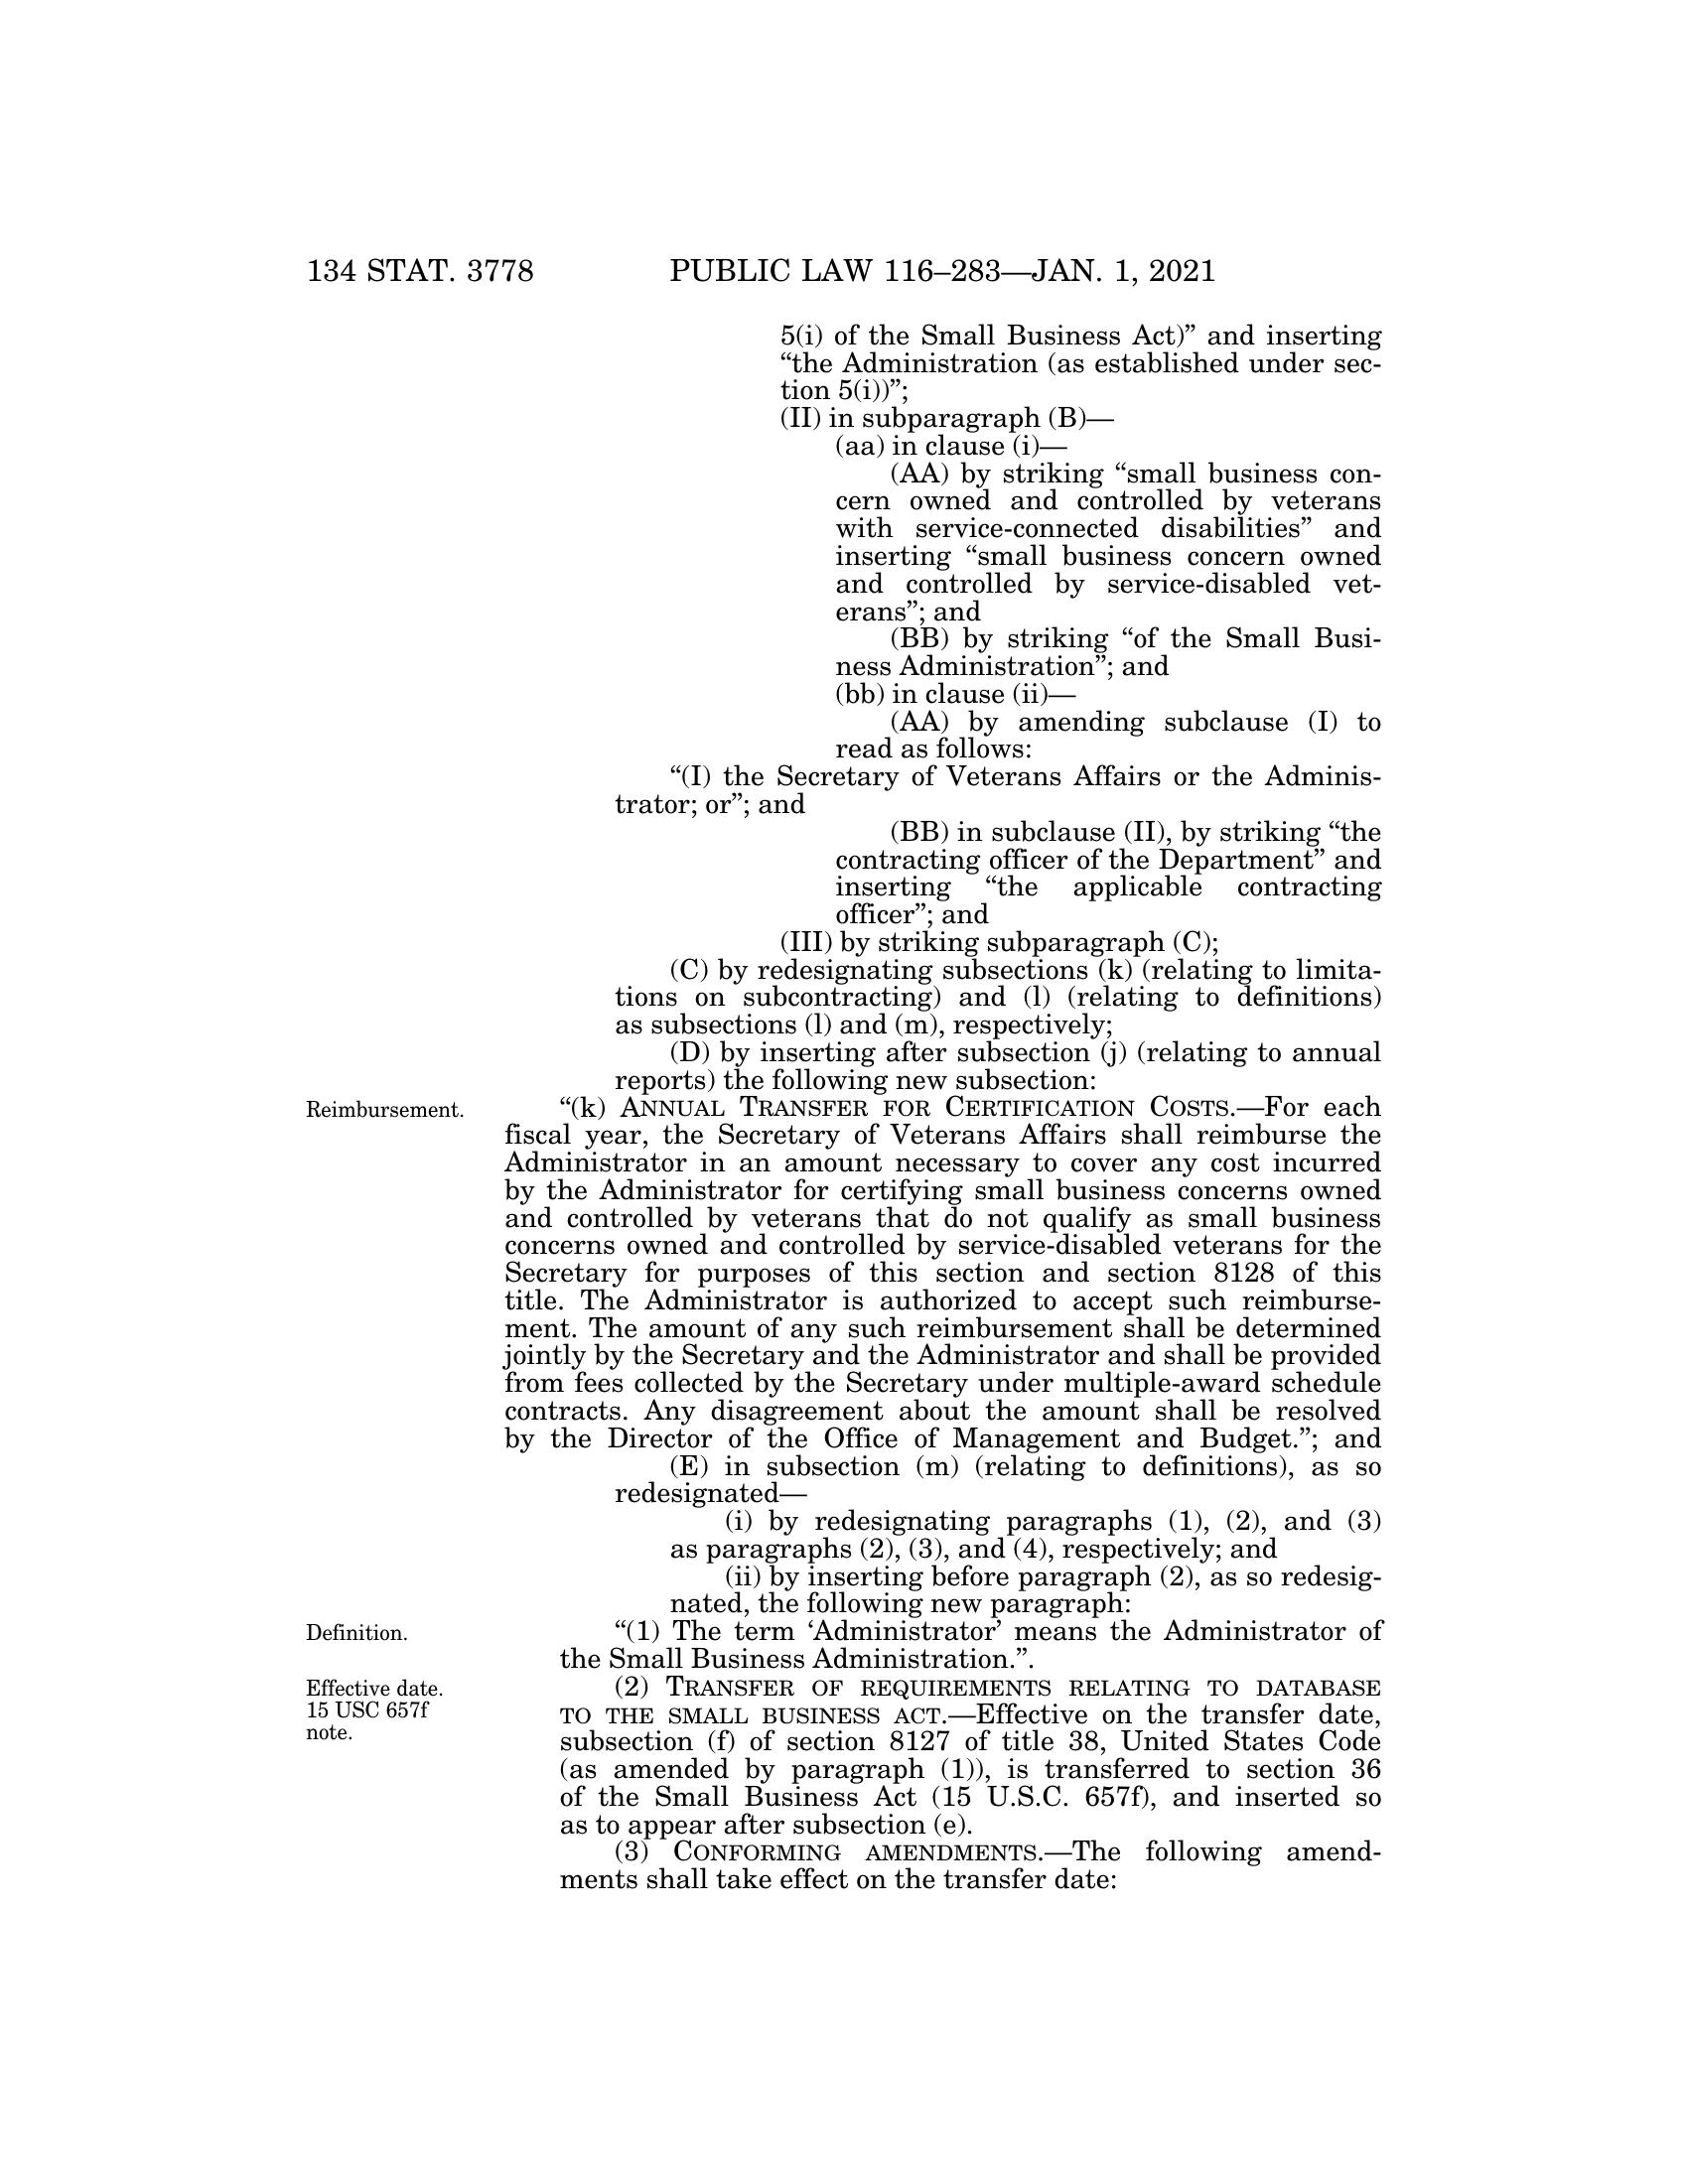 134 STAT. 3778 PUBLIC LAW 116–283—JAN. 1, 2021
5(i) of the Small Business Act)” and inserting
“the Administration (as established under sec-
tion 5(i))”;
(II) in subparagraph (B)—
(aa) in clause (i)—
(AA) by striking “small business con-
cern owned and controlled by veterans
with service-connected disabilities” and
inserting “small business concern owned
and controlled by service-disabled vet-
erans”; and
(BB) by striking “of the Small Busi-
ness Administration”; and
(bb) in clause (ii)—
(AA) by amending subclause (I) to
read as follows:
“(I) the Secretary of Veterans Affairs or the Adminis-
trator; or”; and
(BB) in subclause (II), by striking “the
contracting officer of the Department” and
inserting “the applicable contracting
officer”; and
(III) by striking subparagraph (C);
(C) by redesignating subsections (k) (relating to limita-
tions on subcontracting) and (l) (relating to definitions)
as subsections (l) and (m), respectively;
(D) by inserting after subsection (j) (relating to annual
reports) the following new subsection:
Reimbursement.
“(k) ANNUAL TRANSFER FOR CERTIFICATION COSTS.—For each
fiscal year, the Secretary of Veterans Affairs shall reimburse the
Administrator in an amount necessary to cover any cost incurred
by the Administrator for certifying small business concerns owned
and controlled by veterans that do not qualify as small business
concerns owned and controlled by service-disabled veterans for the
Secretary for purposes of this section and section 8128 of this
title. The Administrator is authorized to accept such reimburse-
ment. The amount of any such reimbursement shall be determined
jointly by the Secretary and the Administrator and shall be provided
from fees collected by the Secretary under multiple-award schedule
contracts. Any disagreement about the amount shall be resolved
by the Director of the Office of Management and Budget.”; and
(E) in subsection (m) (relating to definitions), as so
redesignated—
(i) by redesignating paragraphs (1), (2), and (3)
as paragraphs (2), (3), and (4), respectively; and
(ii) by inserting before paragraph (2), as so redesig-
nated, the following new paragraph:
Definition.
“(1) The term ‘Administrator’ means the Administrator of
the Small Business Administration.”.
Effective date.
15 USC 657f
note.
(2) TRANSFER OF REQUIREMENTS RELATING TO DATABASE
TO THE SMALL BUSINESS ACT.—Effective on the transfer date,
subsection (f) of section 8127 of title 38, United States Code
(as amended by paragraph (1)), is transferred to section 36
of the Small Business Act (15 U.S.C. 657f), and inserted so
as to appear after subsection (e).
(3) CONFORMING AMENDMENTS.—The following amend-
ments shall take effect on the transfer date: